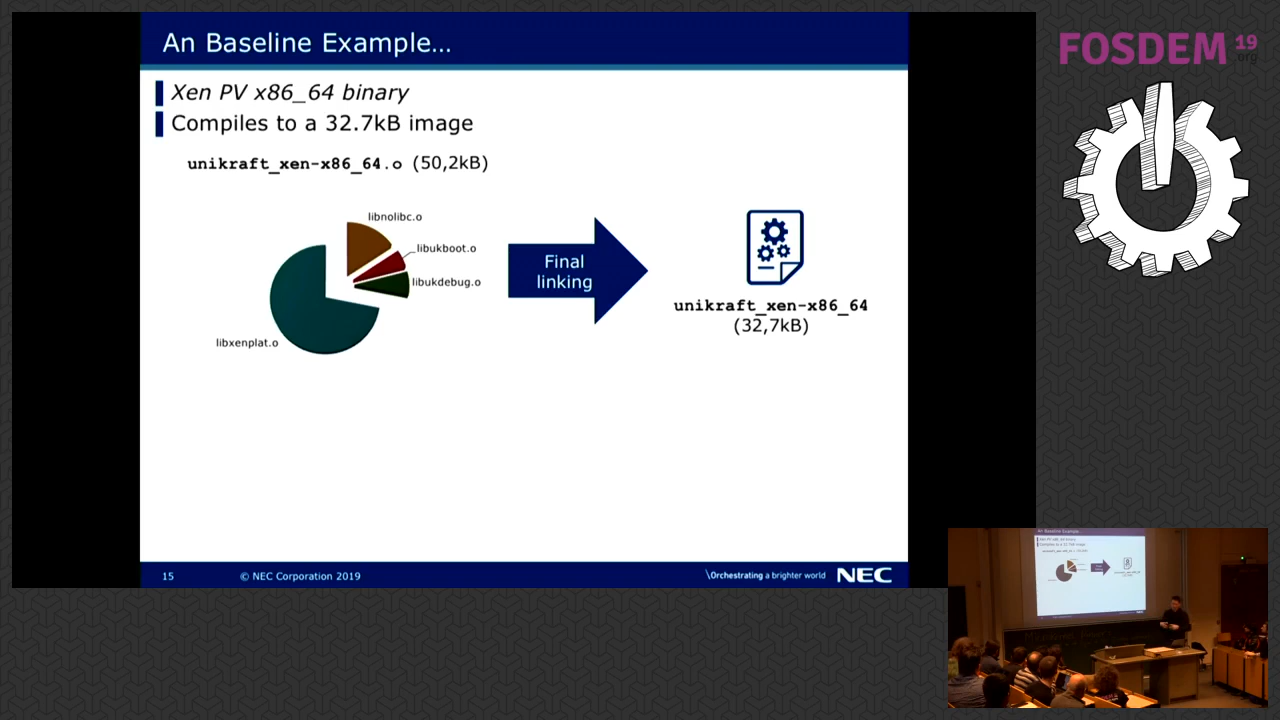 An Baseline Example...
Xen PV x86_64 binary
Compiles to a 32.7kB image
unikraft_xen-x86_64.o (50,2kB)
libnolibc.o
libukboot.o
libukdebug.o
libxenplat.o
Final
linking
unikraft_xen-x86_64
(32,7kB)
15
© NEC Corporation 2019
\Orchestrating a brighter world
NEC
FOSDEM 19
.org